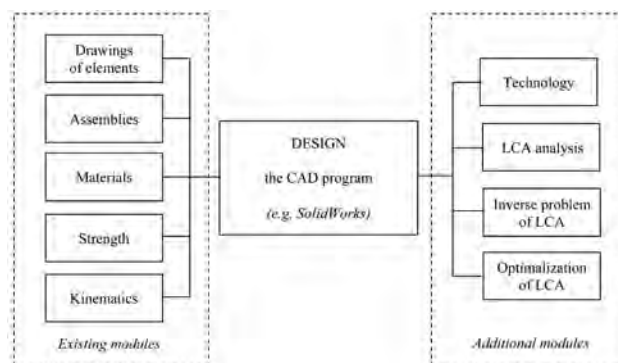 Drawings
of elements
Assemblies
Materials
Strength
Kinematics
Existing modules
DESIGN
the CAD program
(e.g. SolidWorks)
Technology
LCA analysis
Inverse problem
of LCA
Optimalization
of LCA
Additional modules